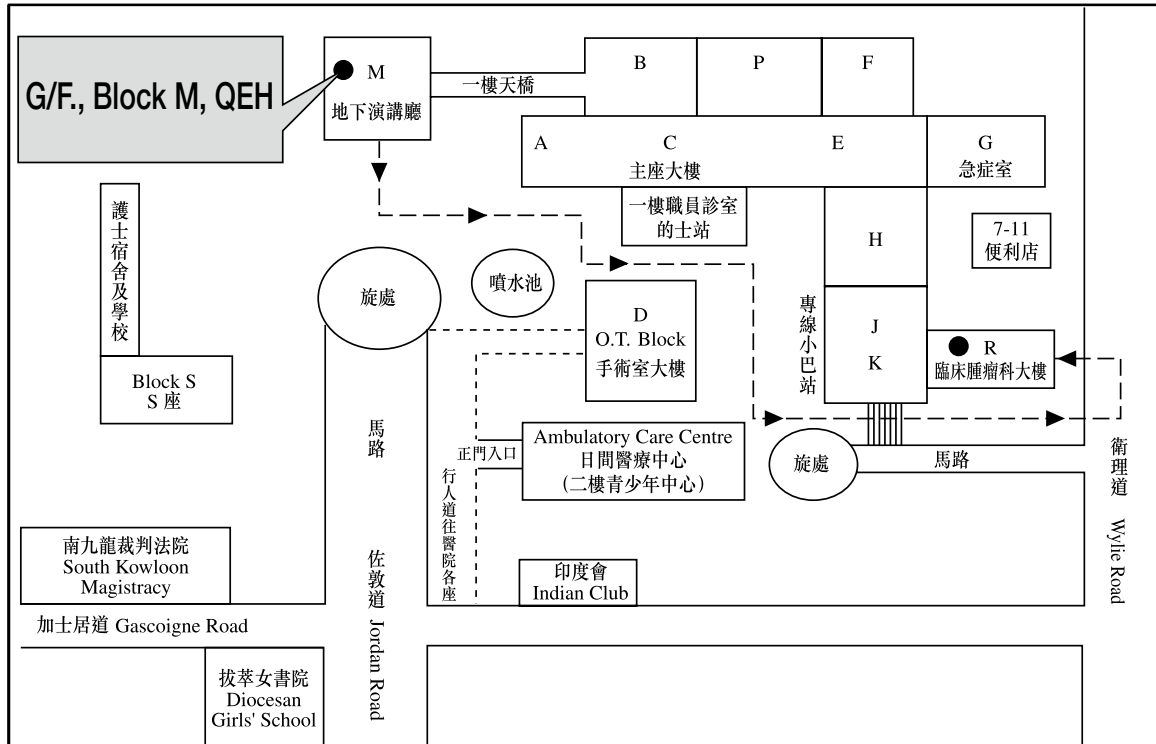 G/F., Block M, QEH
M
地下演講廳
一樓天橋
B
P
F
A
C
主座大樓
E
G
急症室
一樓職員診室
的士站
H
7-11
便利店
護士宿舍及學校
旋處
噴水池
D
O.T. Block
手術室大樓
專線小巴站
J
K
R
臨床腫瘤科大樓
Block S
S 座
馬路
正門入口
Ambulatory Care Centre
日間醫療中心
(二樓青少年中心)
旋處
馬路
衛理道 Wylie Road
行人道往醫院各座
南九龍裁判法院
South Kowloon
Magistracy
佐敦道 Jordan Road
印度會
Indian Club
加士居道 Gascoigne Road
拔萃女書院
Diocesan
Girls' School